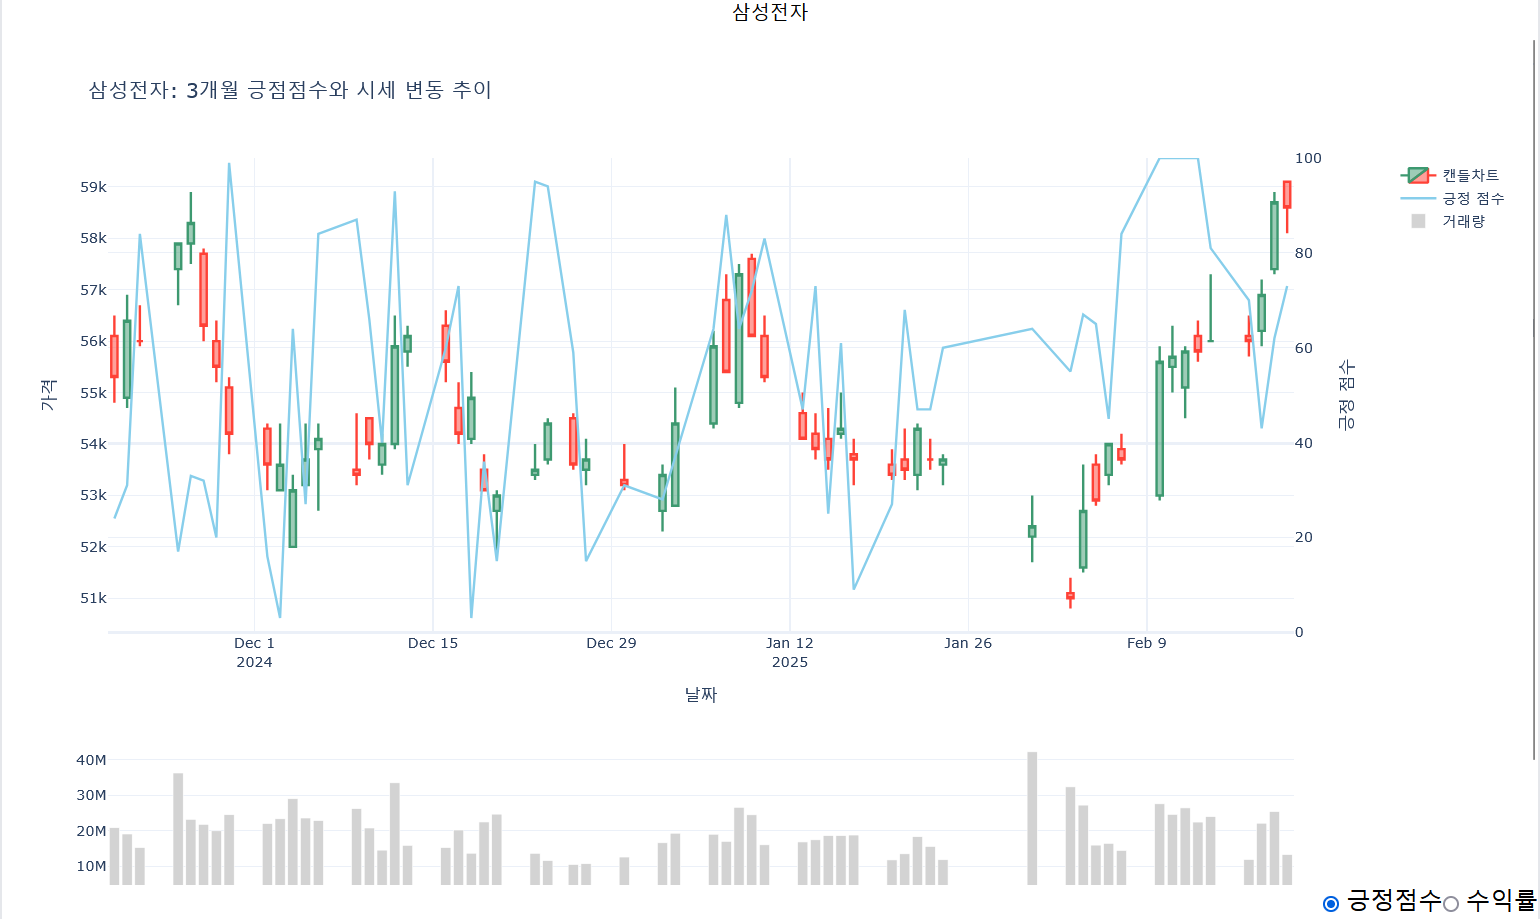 삼성전자
삼성전자: 3개월 긍점점수와 시세 변동 추이
59k
58k
57k
56k
55k
54k
53k
52k
51k
가격
100
80
60
40
20
0
긍정 점수
캔들차트
긍정 점수
거래량
Dec 1
2024
Dec 15
Dec 29
Jan 12
2025
Jan 26
Feb 9
날짜
40M
30M
20M
10M
긍정점수 수익률